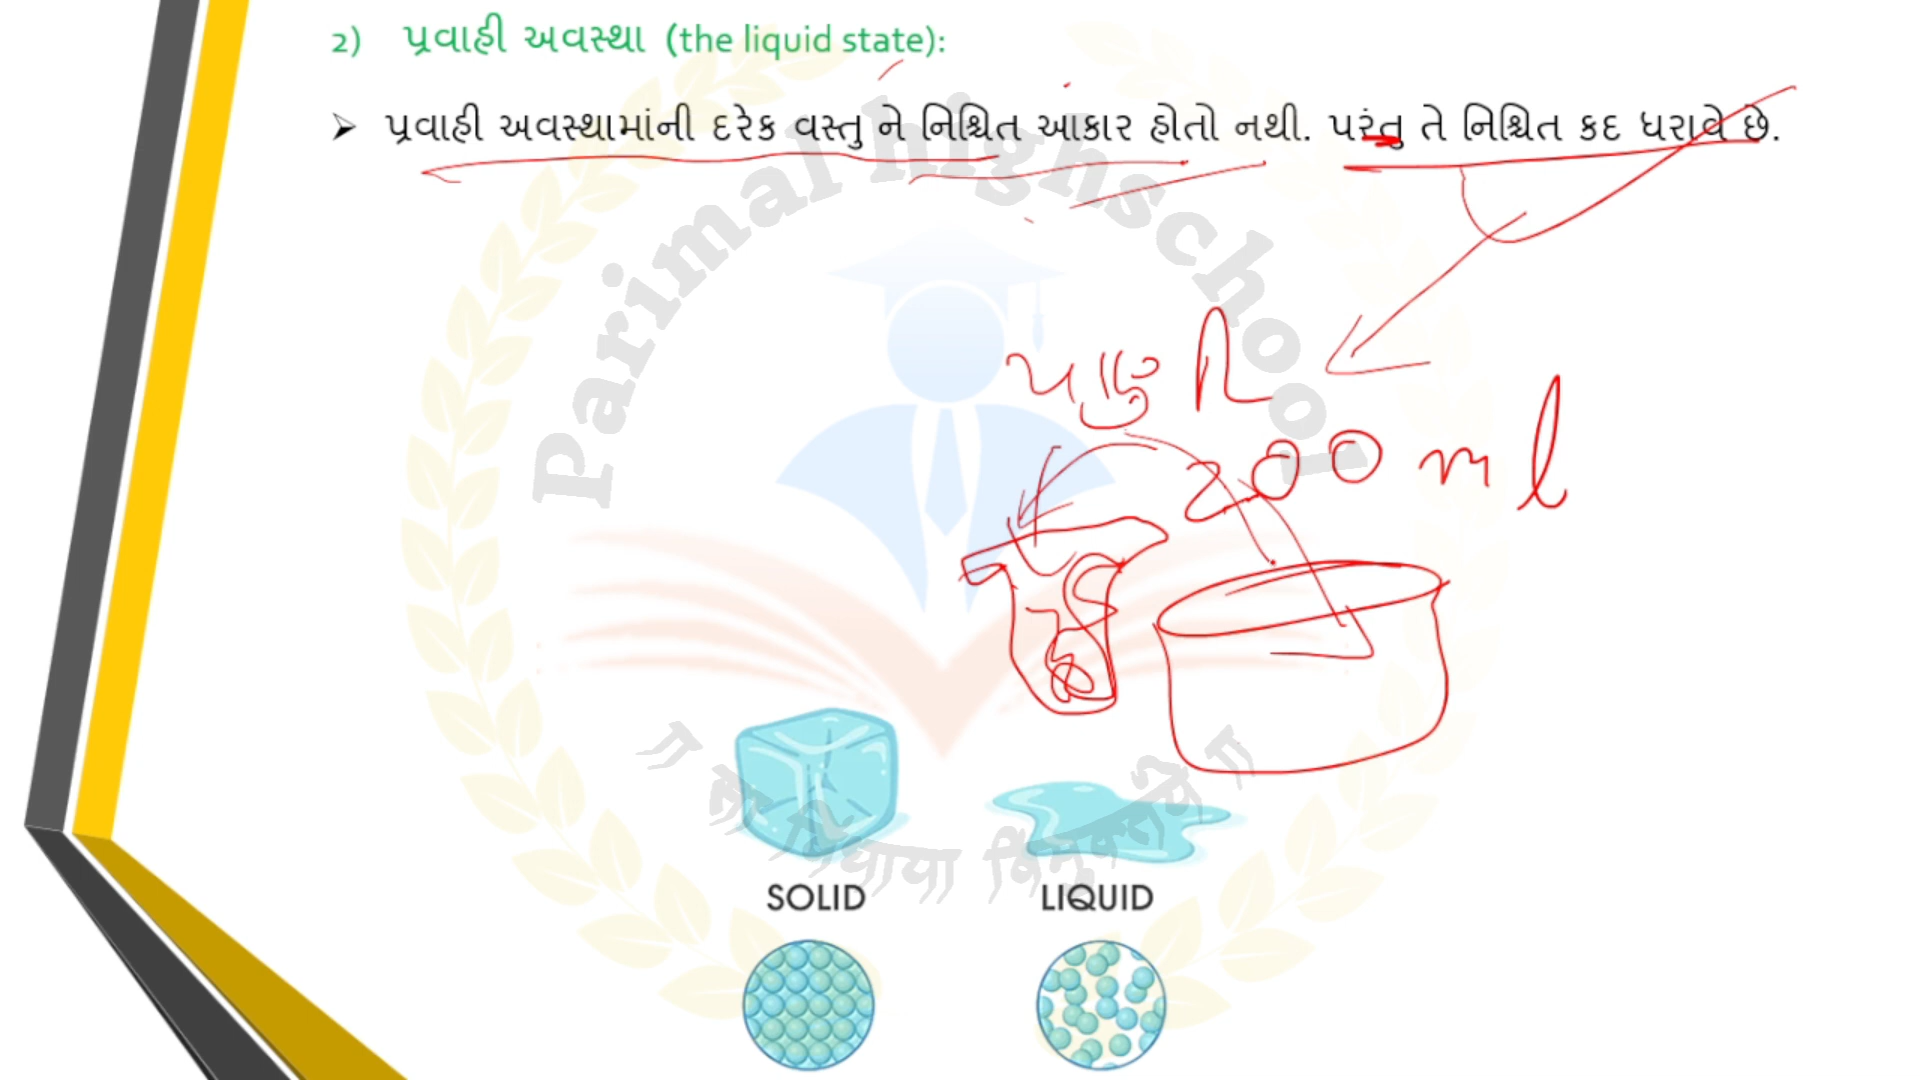 2) પ્રવાહી અવસ્થા (the liquid state):
➤ પ્રવાહી અવસ્થામાંની દરેક વસ્તુ ને નિશ્ચિત આકાર હોતો નથી. પરંતુ તે નિશ્ચિત કદ ધરાવે છે.
Parimal highschool
200 ml
SOLID LIQUID